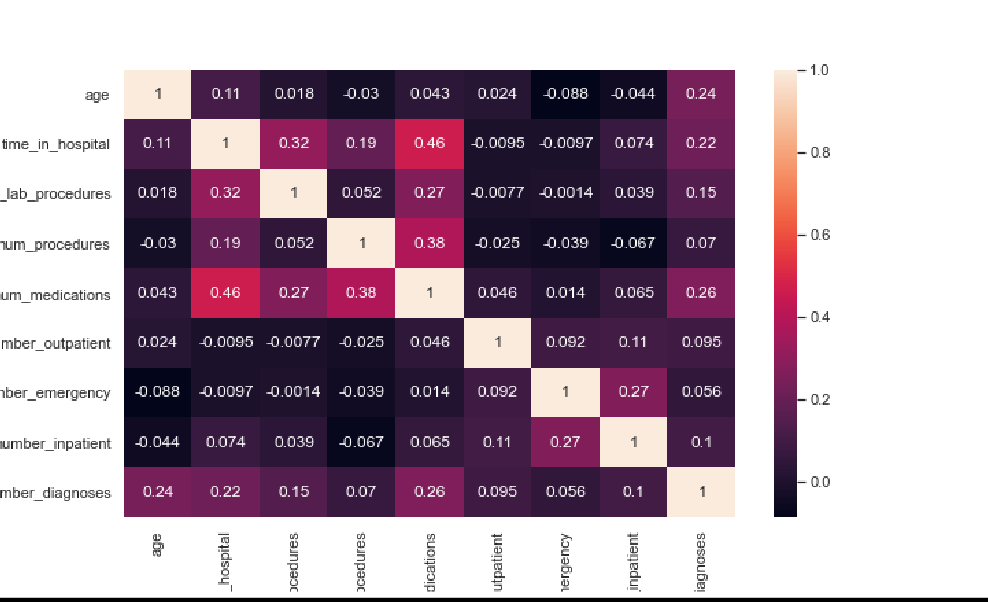 1.0
age 1 0.11 0.018 -0.03 0.043 0.024 -0.088 -0.044 0.24
0.8
time_in_hospital 0.11 1 0.32 0.19 0.46 -0.0095 -0.0097 0.074 0.22
_lab_procedures 0.018 0.32 1 0.052 0.27 -0.0077 -0.0014 0.039 0.15
0.6
num_procedures -0.03 0.19 0.052 1 0.38 -0.025 -0.039 -0.067 0.07
um_medications 0.043 0.46 0.27 0.38 1 0.046 0.014 0.065 0.26
0.4
mber_outpatient 0.024 -0.0095 -0.0077 -0.025 0.046 1 0.092 0.11 0.095
nber_emergency -0.088 -0.0097 -0.0014 -0.039 0.014 0.092 1 0.27 0.056
0.2
number_inpatient -0.044 0.074 0.039 -0.067 0.065 0.11 0.27 1 0.1
0.0
mber_diagnoses 0.24 0.22 0.15 0.07 0.26 0.095 0.056 0.1 1
age
_hospital
ocedures
ocedures
dications
utpatient
ergency
inpatient
iagnoses